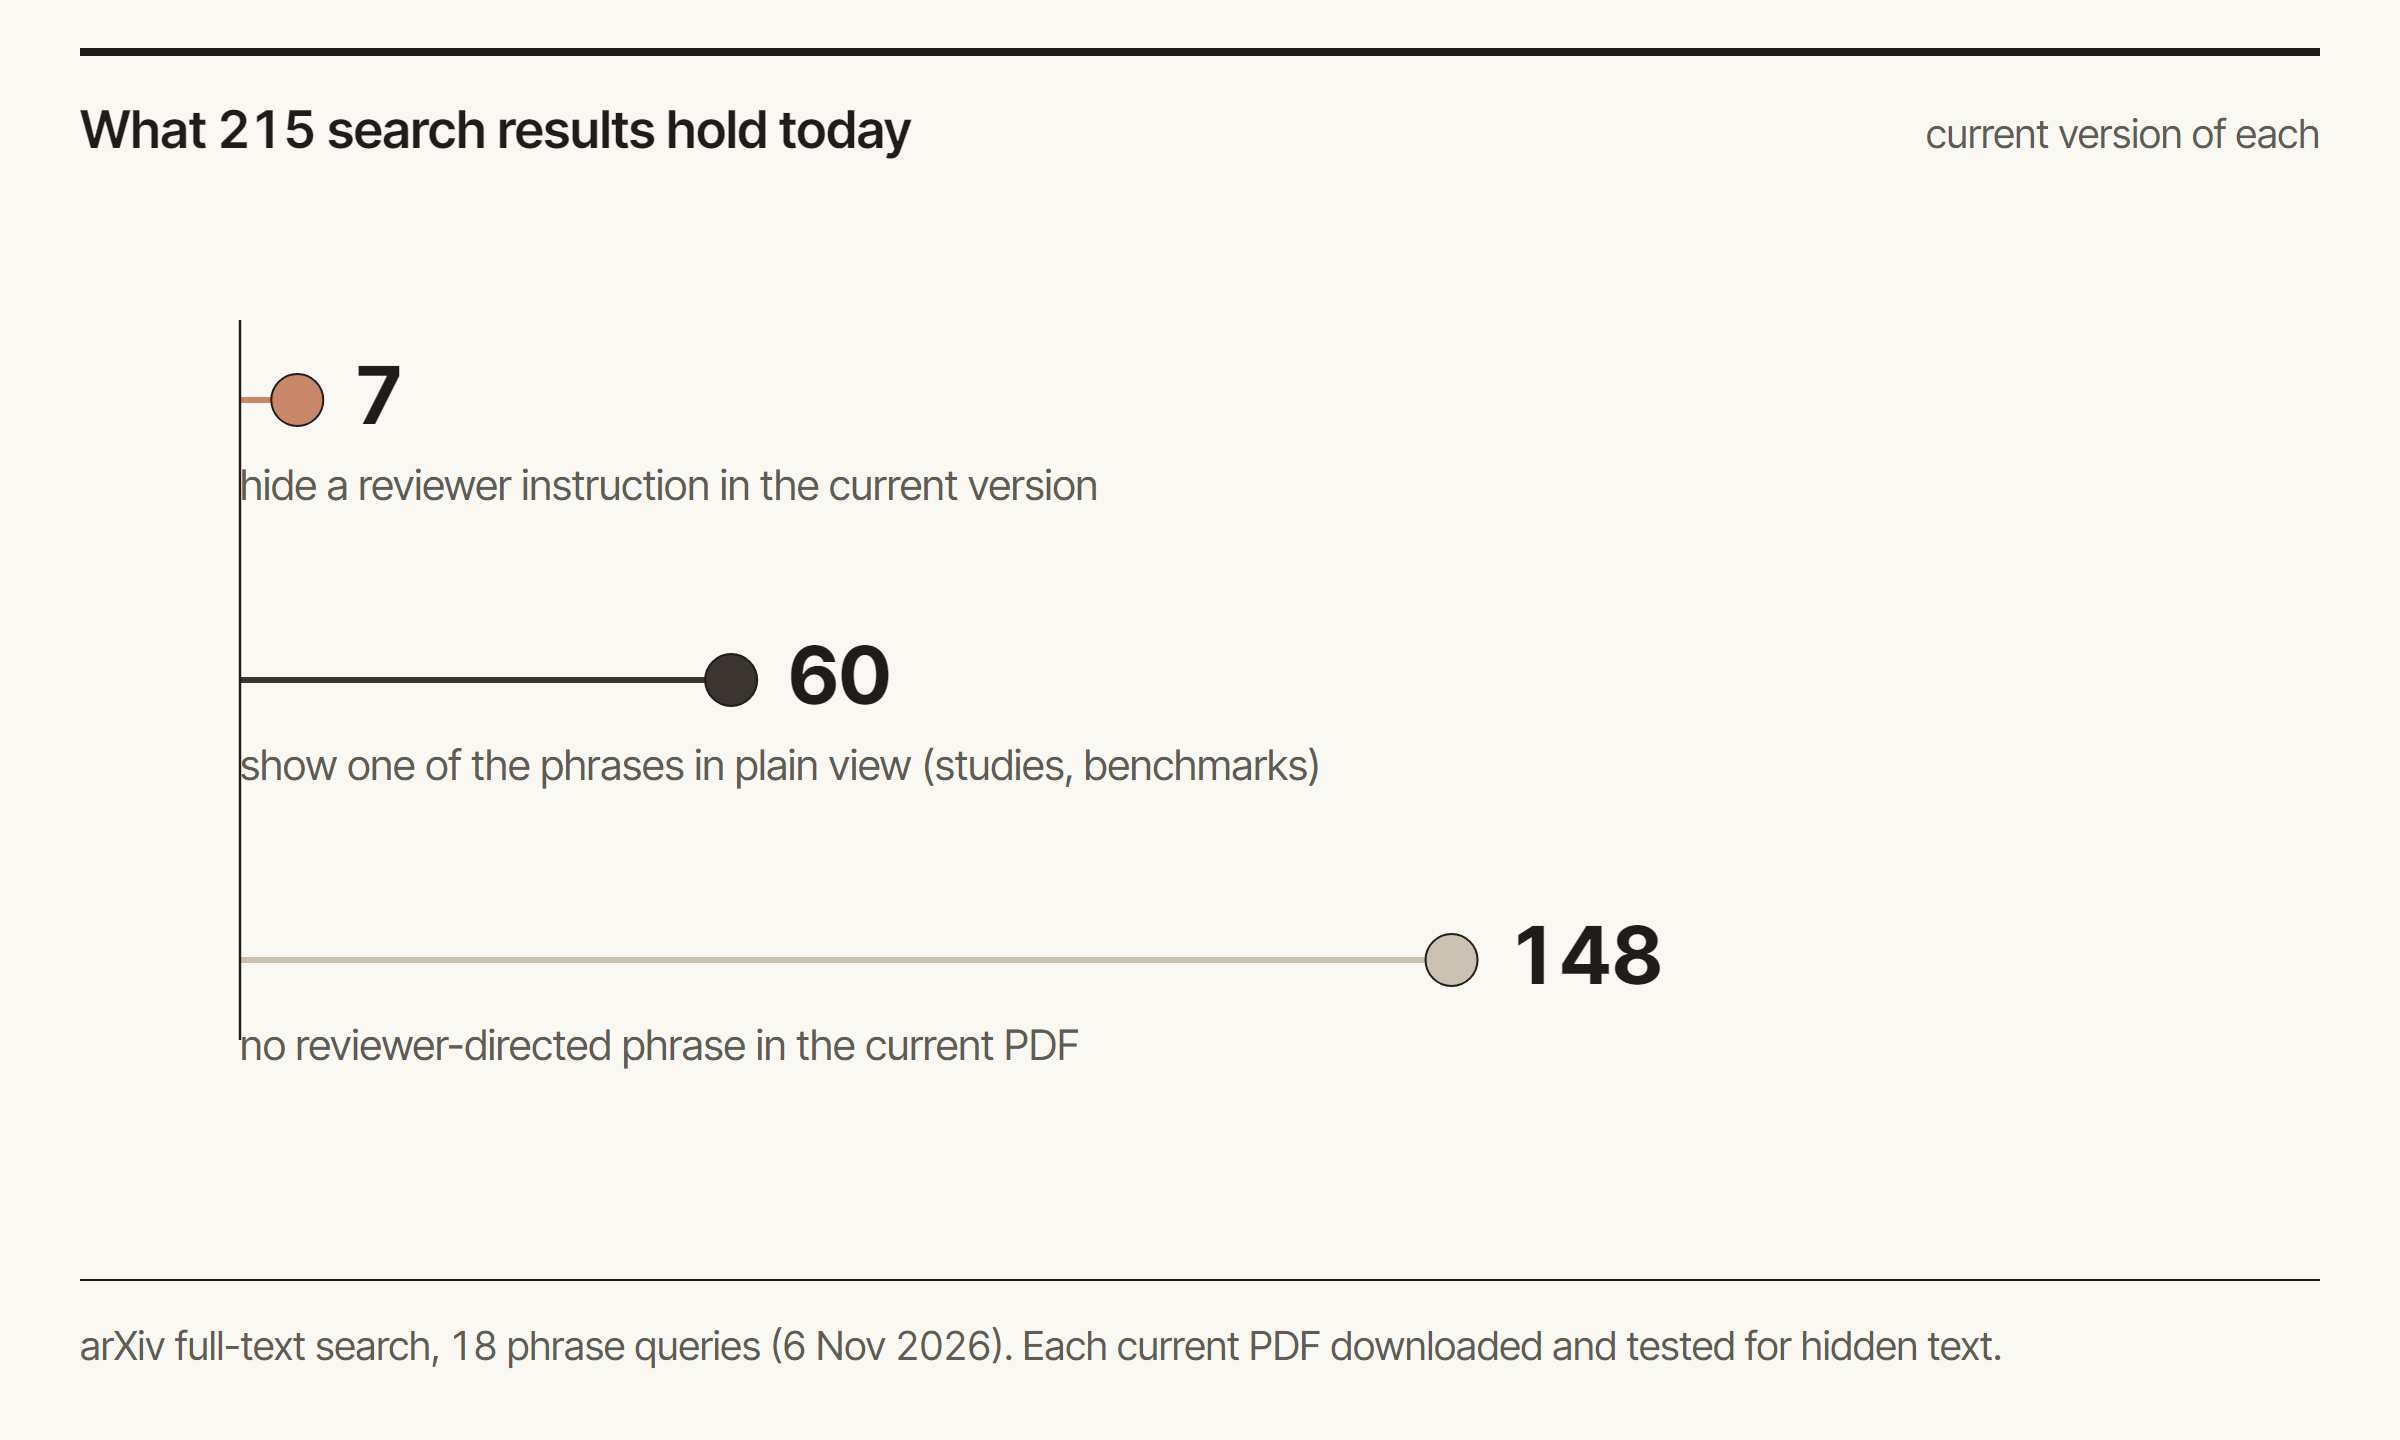 What 215 search results hold today
current version of each
7
hide a reviewer instruction in the current version
60
show one of the phrases in plain view (studies, benchmarks)
148
no reviewer-directed phrase in the current PDF
arXiv full-text search, 18 phrase queries (6 Nov 2026). Each current PDF downloaded and tested for hidden text.